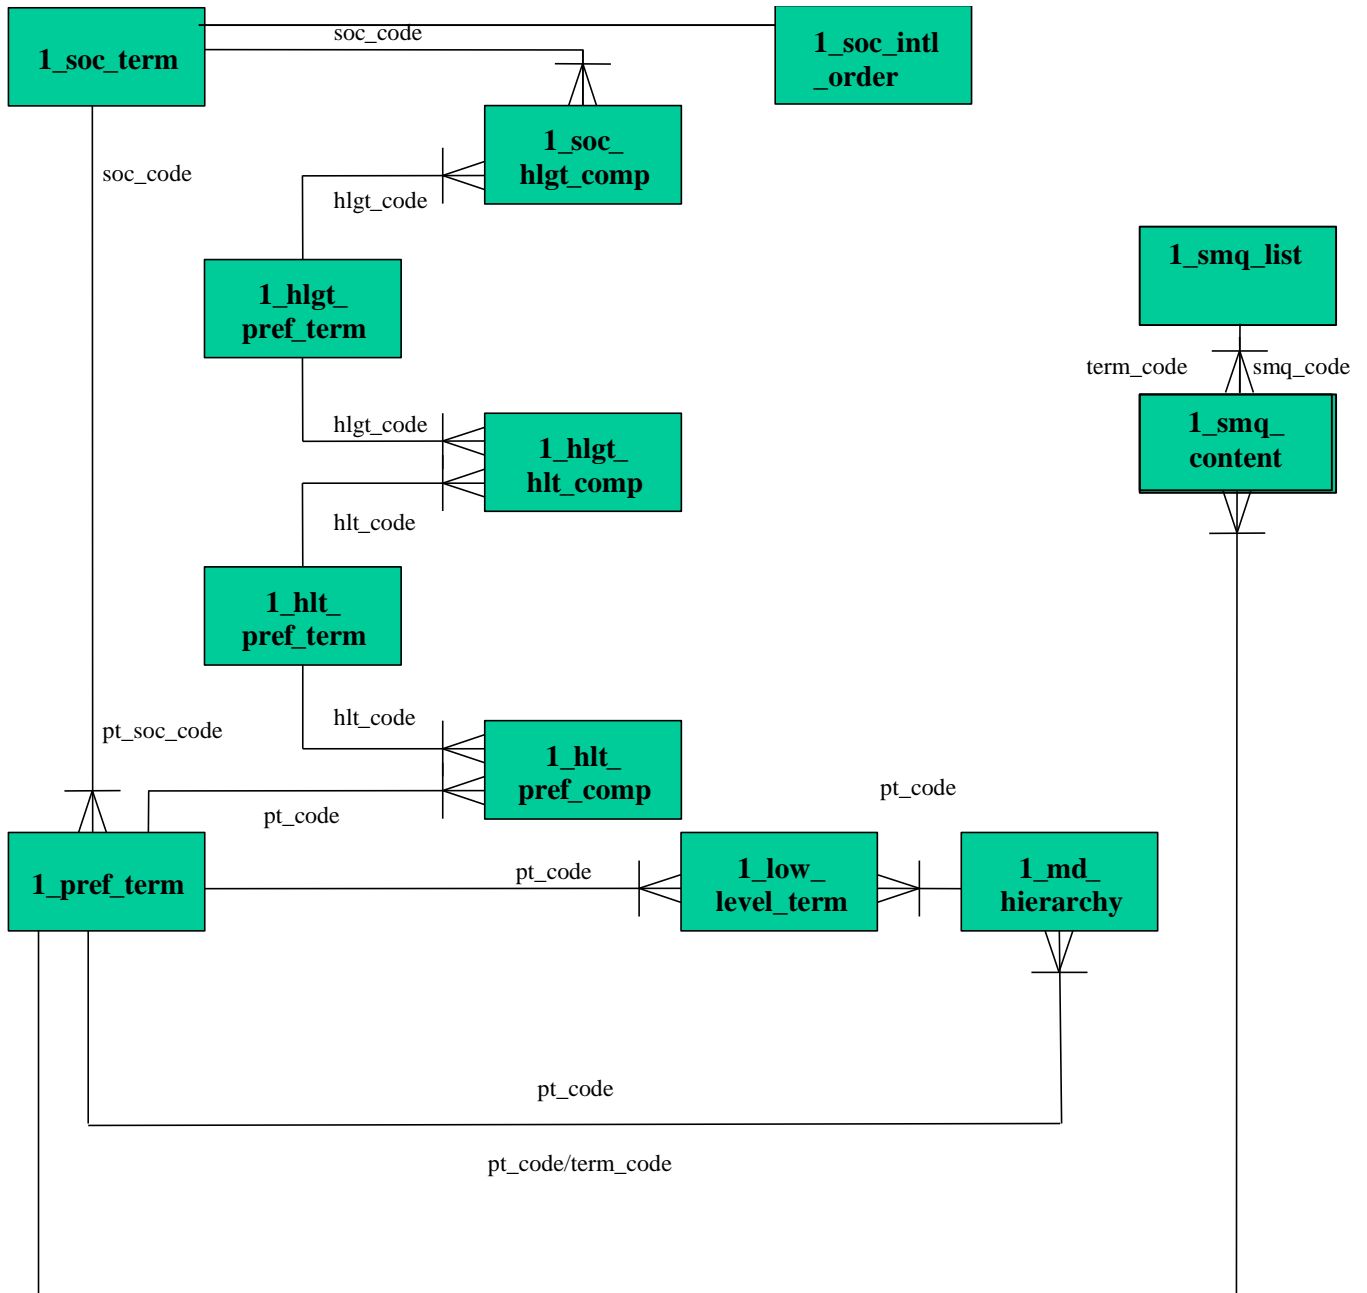 soc_code
1_soc_term
1_soc_intl
_order
1_soc_
hlgt_comp
soc_code
hlgt_code
1_smq_list
1_hlgt_
pref_term
term_code
smq_code
hlgt_code
1_hlgt_
hlt_comp
1_smq_
content
hlt_code
1_hlt_
pref_term
hlt_code
pt_soc_code
1_hlt_
pref_comp
pt_code
pt_code
1_pref_term
pt_code
1_low_
level_term
1_md_
hierarchy
pt_code
pt_code/term_code